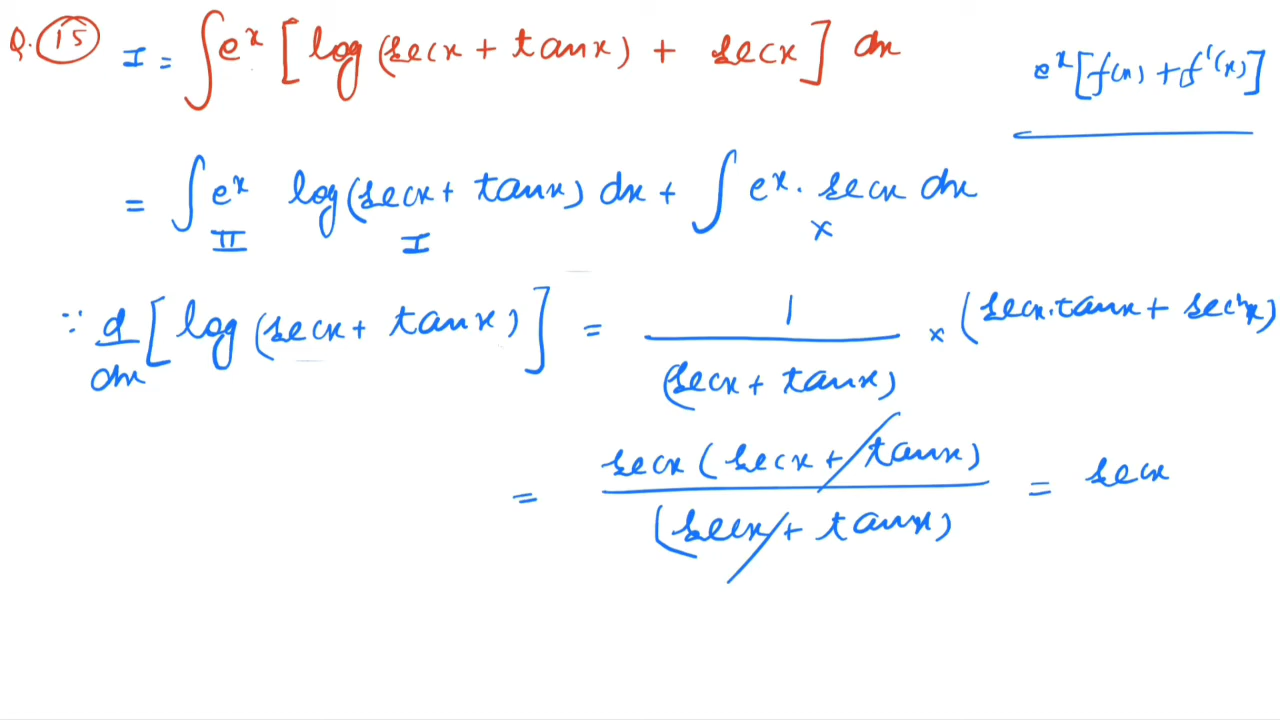 Q. 15 I = ∫ e^x [log (secx + tanx) + secx] dx
e^x [f(x) + f'(x)]
= ∫ e^x log(secx + tanx) dx + ∫ e^x . secx dx
II I x
∵ d/dx [log (secx + tanx)] = 1/(secx + tanx) × (secx.tanx + sec²x)
= secx (secx + tanx)/(secx + tanx) = secx